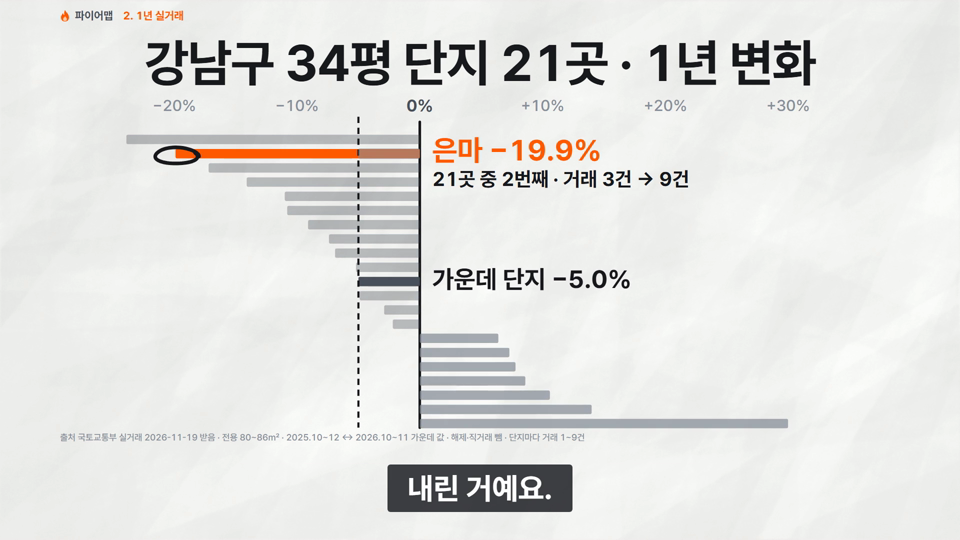 파이어맵 2. 1년 실거래
강남구 34평 단지 21곳 · 1년 변화
−20% −10% 0% +10% +20% +30%
은마 −19.9%
21곳 중 2번째 · 거래 3건 → 9건
가운데 단지 −5.0%
출처 국토교통부 실거래 2026-11-19 받음 · 전용 80~86m² · 2025.10~12 ↔ 2026.10~11 가운데 값 · 해제·직거래 뺌 · 단지마다 거래 1~9건
내린 거예요.